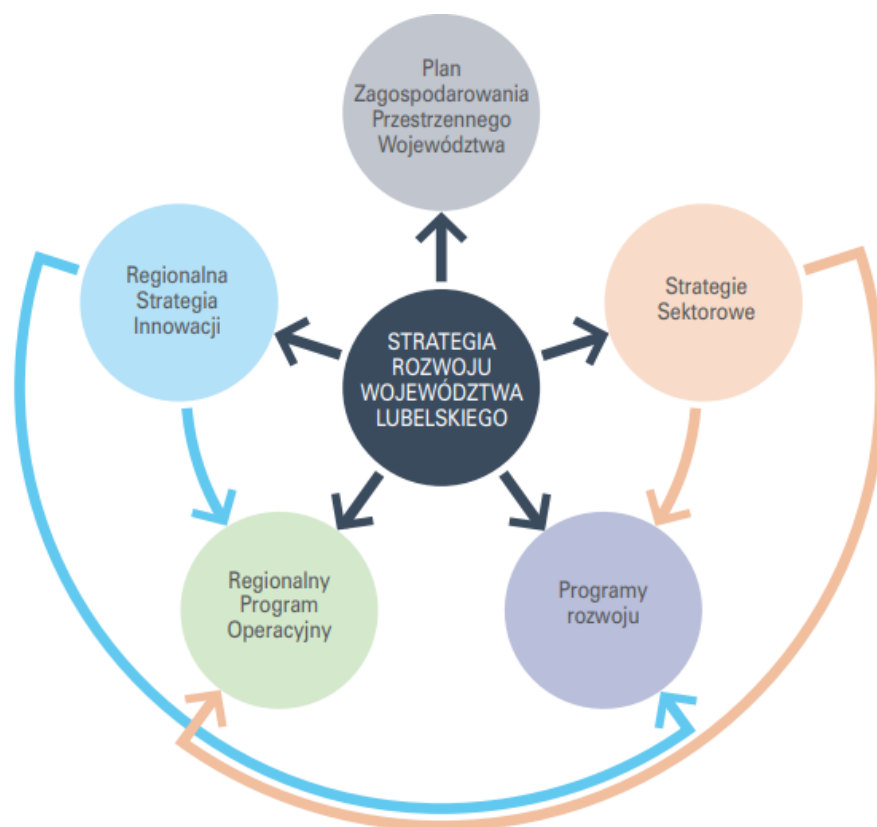 Plan
Zagospodarowania
Przestrzennego
Województwa
Regionalna
Strategia
Innowacji
Strategie
Sektorowe
STRATEGIA
ROZWOJU
WOJEWÓDZTWA
LUBELSKIEGO
Regionalny
Program
Operacyjny
Programy
rozwoju